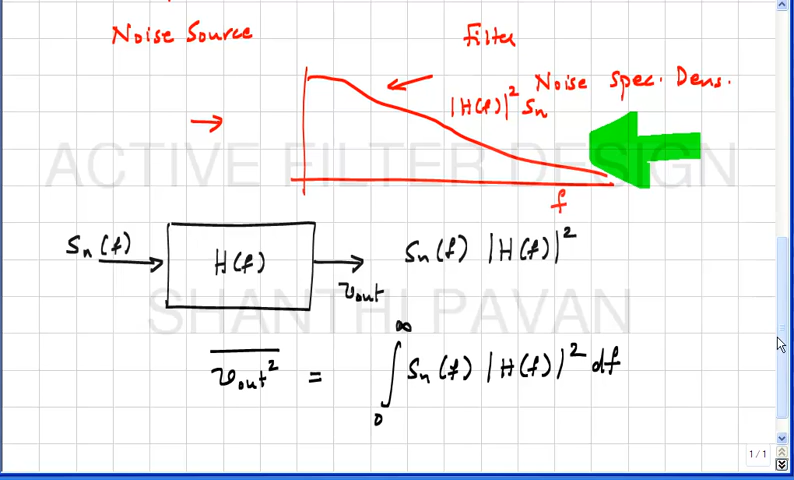 Noise Source Filter
Noise Spec. Dens.
|H(f)|² Sn
ACTIVE FILTER DESIGN
f
Sn(f) H(f) Sn(f) |H(f)|²
vout
SHANTHI PAVAN
vout² = ∫₀^∞ Sn(f) |H(f)|² df
1 / 1